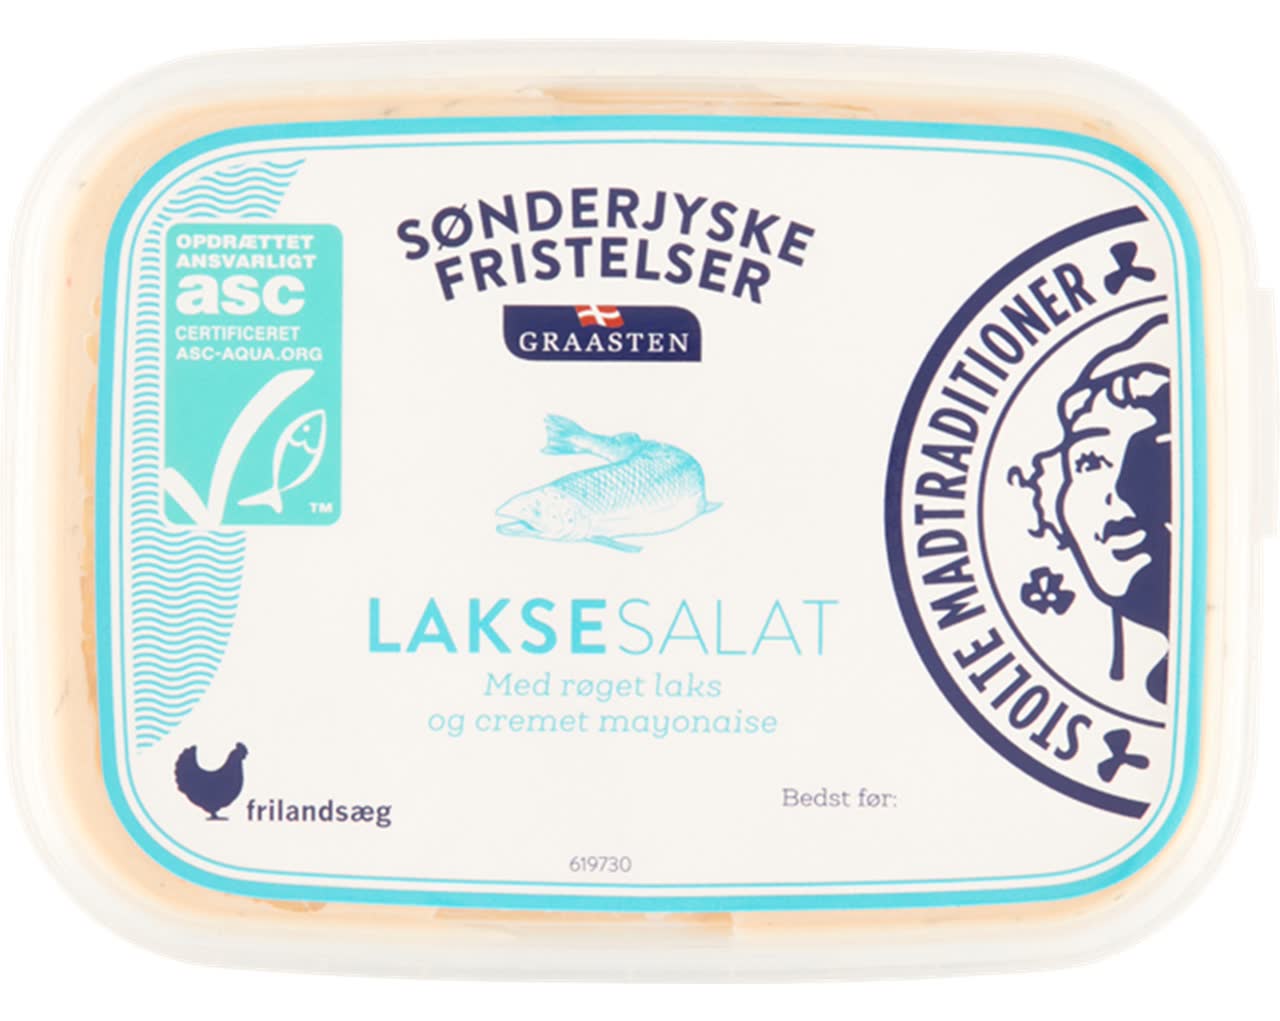 SØNDERJYSKE
FRISTELSER
GRAASTEN
OPDRÆTTET
ANSVARLIGT
asc
CERTIFICERET
ASC-AQUA.ORG
TM
STOLTE MADTRADITIONER
LAKSESALAT
Med røget laks
og cremet mayonaise
frilandsæg
Bedst før:
619730